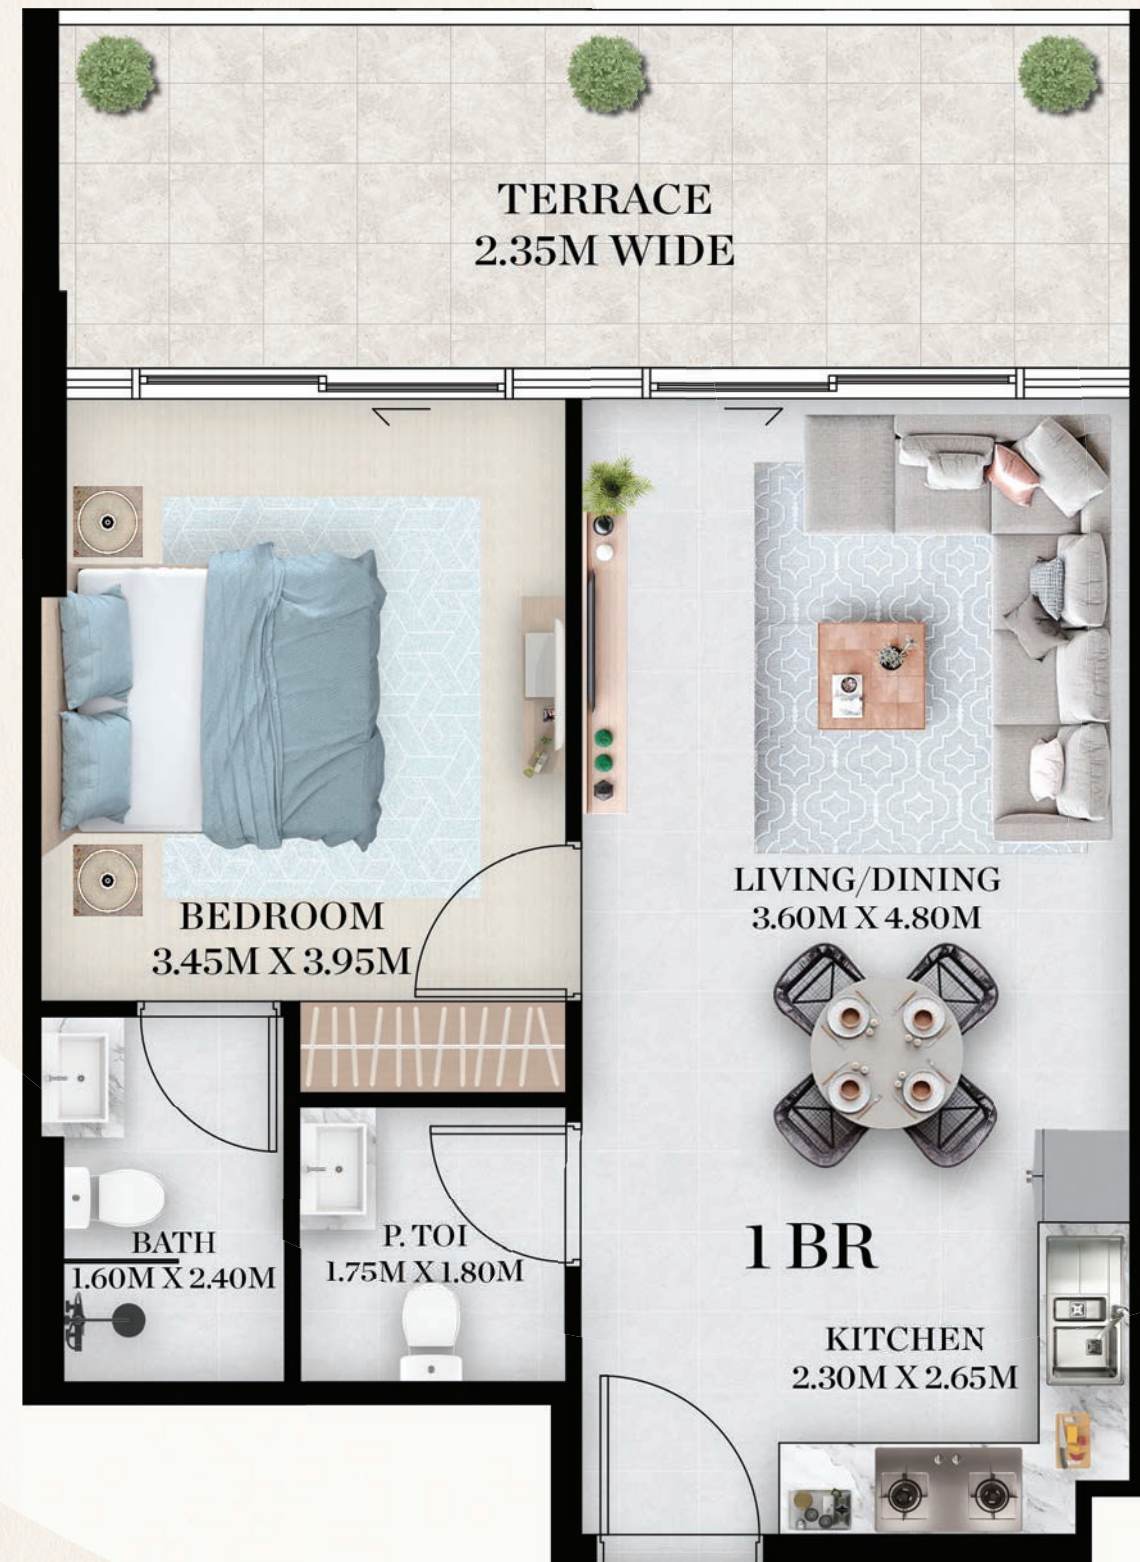 TERRACE
2.35M WIDE
LIVING/DINING
3.60M X 4.80M
BEDROOM
3.45M X 3.95M
BATH
1.60M X 2.40M
P. TOI
1.75M X 1.80M
1 BR
KITCHEN
2.30M X 2.65M